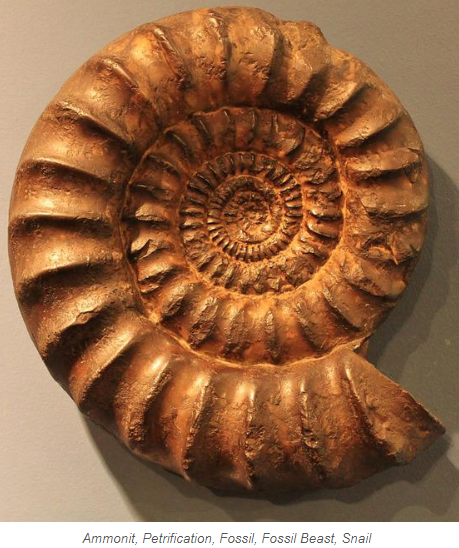 Ammonit, Petrification, Fossil, Fossil Beast, Snail